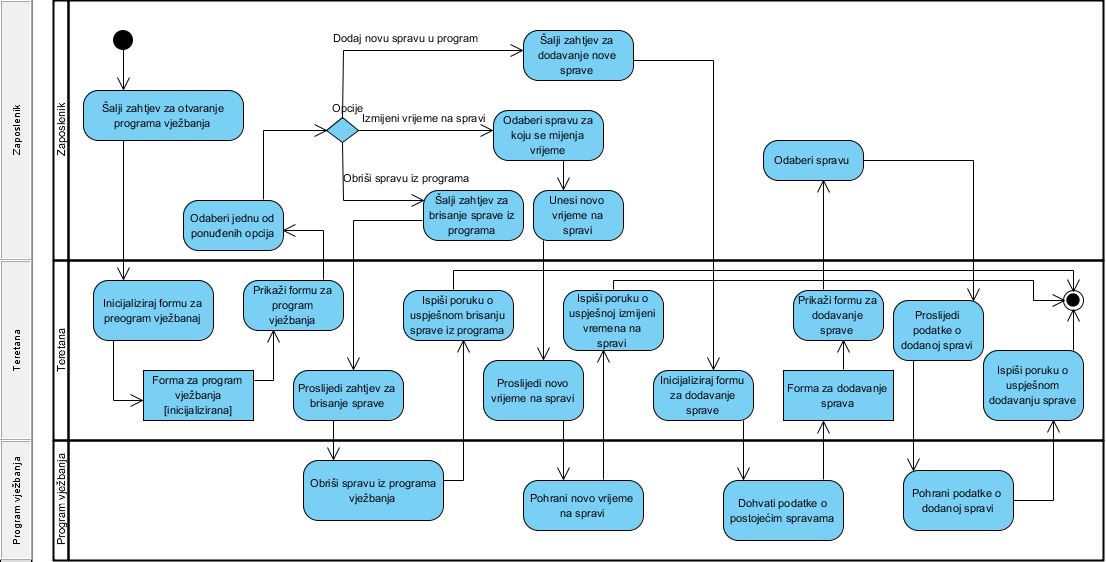 Zaposlenik
Zaposlenik
Šalji zahtjev za otvaranje
programa vježbanja
Odaberi jednu od
ponuđenih opcija
Opcije
Dodaj novu spravu u program
Izmijeni vrijeme na spravi
Obriši spravu iz programa
Šalji zahtjev za
dodavanje nove
sprave
Odaberi spravu za
koju se mijenja
vrijeme
Šalji zahtjev za
brisanje sprave iz
programa
Unesi novo
vrijeme na
spravi
Odaberi spravu
Teretana
Teretana
Inicijaliziraj formu za
preogram vježbanaj
Prikaži formu za
program
vježbanja
Forma za program
vježbanja
[inicijalizirana]
Proslijedi zahtjev za
brisanje sprave
Ispiši poruku o
uspješnom brisanju
sprave iz programa
Proslijedi novo
vrijeme na spravi
Ispiši poruku o
uspješnoj izmijeni
vremena na
spravi
Inicijaliziraj formu
za dodavanje
sprave
Prikaži formu za
dodavanje
sprave
Forma za dodavanje
sprava
Proslijedi
podatke o
dodanoj spravi
Ispiši poruku o
uspješnom
dodavanju sprave
Program vježbanja
Program vježbanja
Obriši spravu iz programa
vježbanja
Pohrani novo vrijeme
na spravi
Dohvati podatke o
postojećim spravama
Pohrani podatke o
dodanoj spravi